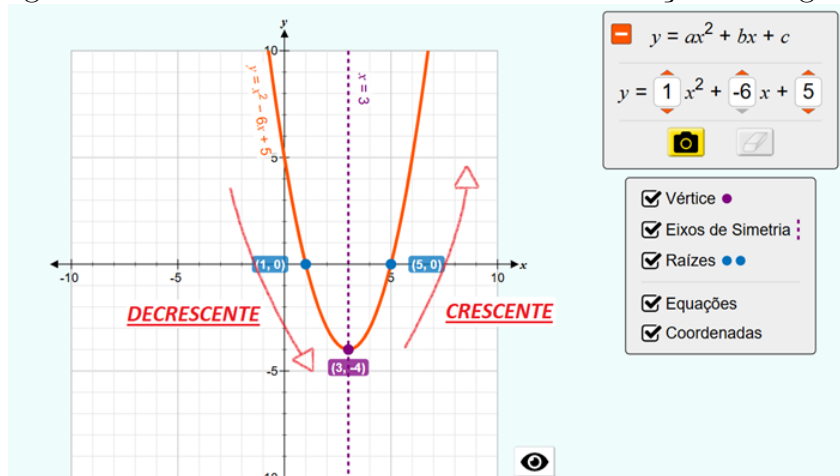 y
10
y = x² − 6x + 5
x = 3
5
(1, 0)
(5, 0)
-10
-5
5
10
x
DECRESCENTE
CRESCENTE
(3, -4)
-5
-10
y = ax² + bx + c
y = 1 x² + -6 x + 5
Vértice
Eixos de Simetria
Raízes
Equações
Coordenadas